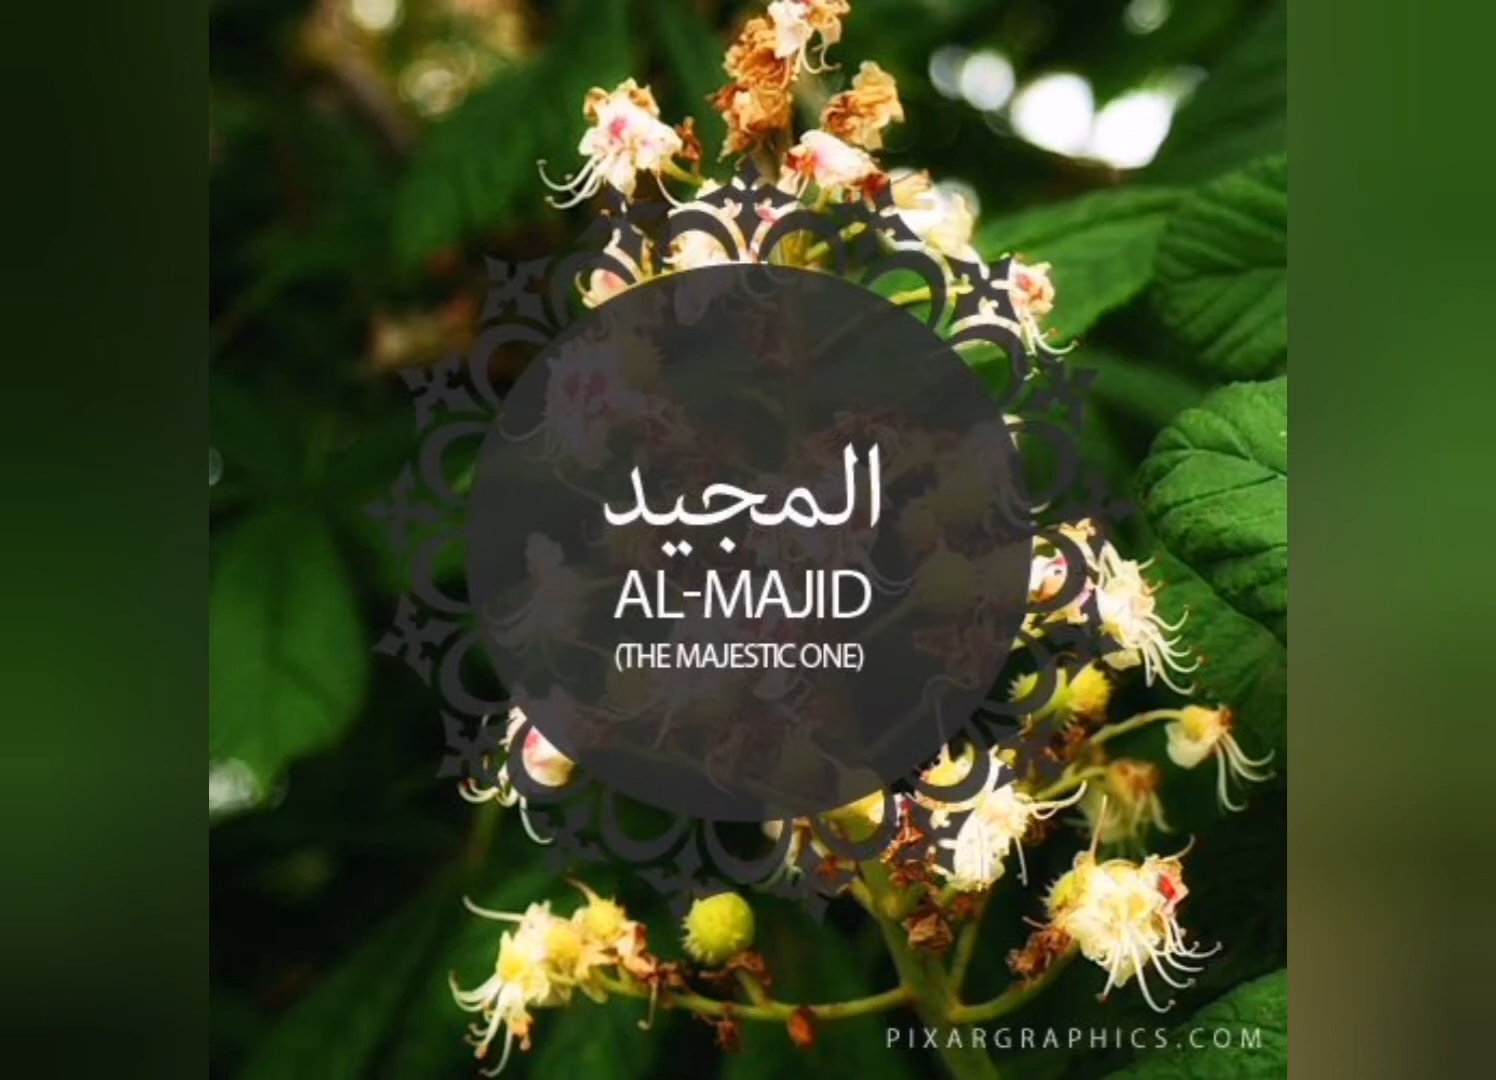 المجيد
AL-MAJID
(THE MAJESTIC ONE)
PIXARGRAPHICS.COM